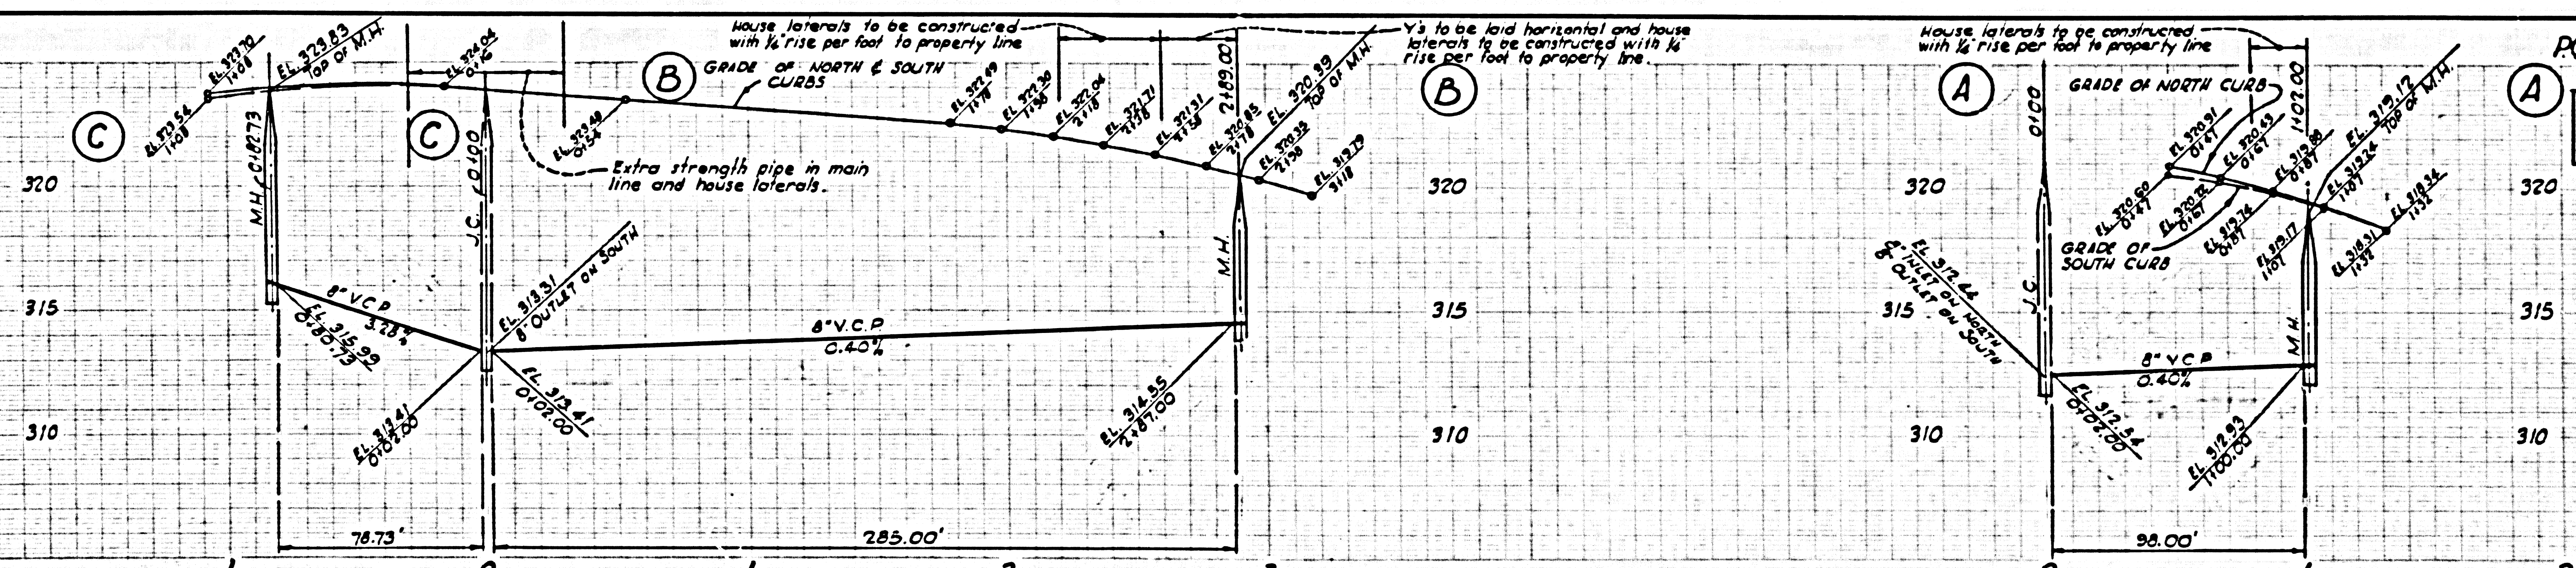 House laterals to be constructed
with ¼" rise per foot to property line
Y's to be laid horizontal and house
laterals to be constructed with ¼"
rise per foot to property line.
House laterals to be constructed
with ¼" rise per foot to property line
EL. 323.70
1+08
EL. 323.54
1+08
EL. 323.83
TOP OF M.H.
EL. 324.04
0+16
B
GRADE OF NORTH & SOUTH
CURBS
EL. 323.48
0+54
EL. 322.49
1+78
EL. 322.30
1+98
EL. 322.04
2+18
EL. 321.71
2+38
EL. 321.31
2+58
EL. 320.85
2+78
2+89.00
EL. 320.39
TOP OF M.H.
EL. 320.35
2+98
EL. 319.79
3+18
B
A
0+00
GRADE OF NORTH CURB
1+02.00
EL. 320.91
0+47
EL. 320.49
0+67
EL. 319.88
0+87
EL. 319.12
TOP OF M.H.
EL. 319.24
1+07
EL. 318.34
1+32
A
C
C
M.H. 0+82.73
J.C. 0+00
Extra strength pipe in main
line and house laterals.
320
320
320
320
EL. 320.60
0+47
EL. 320.22
0+67
EL. 319.74
0+87
EL. 319.17
1+07
EL. 318.31
1+32
GRADE OF
SOUTH CURB
M.H.
J.C.
M.H.
EL. 313.31
8" OUTLET ON SOUTH
EL. 312.44
8" INLET ON NORTH
8" OUTLET ON SOUTH
315
315
315
315
8" V C P
3.28%
EL. 315.99
0+80.73
8" V.C.P.
0.40%
8" V C P
0.40%
EL. 313.41
0+02.00
EL. 313.41
0+02.00
EL. 314.55
2+87.00
EL. 312.54
0+02.00
EL. 312.93
1+00.00
310
310
310
310
78.73'
285.00'
98.00'